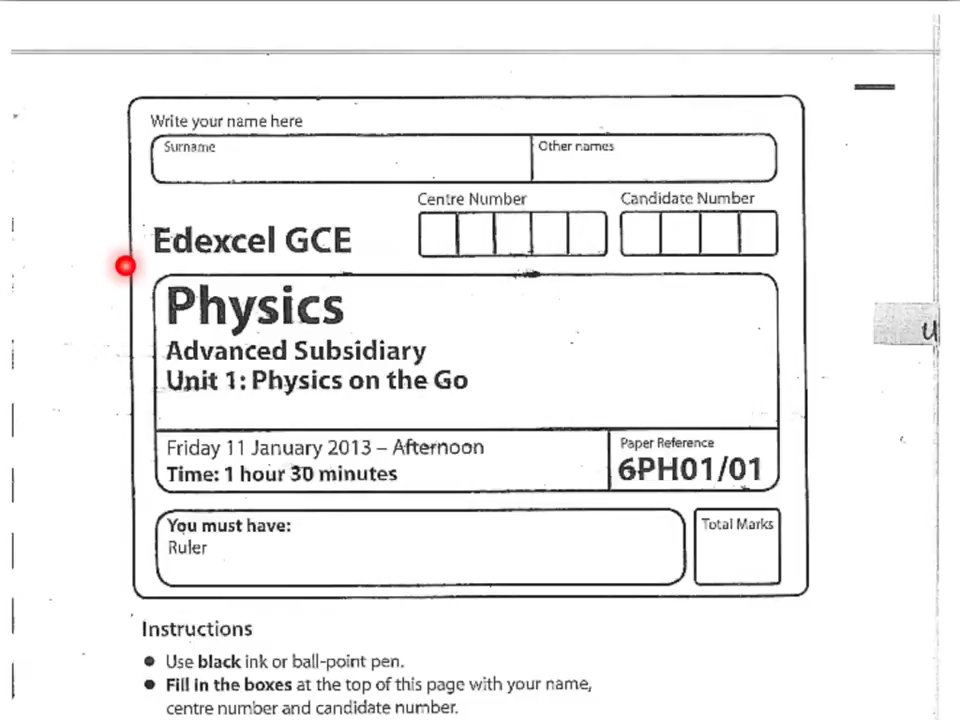 Write your name here
Surname
Other names
Centre Number
Candidate Number
Edexcel GCE
Physics
Advanced Subsidiary
Unit 1: Physics on the Go
Friday 11 January 2013 – Afternoon
Time: 1 hour 30 minutes
Paper Reference
6PH01/01
You must have:
Ruler
Total Marks
Instructions
● Use black ink or ball-point pen.
● Fill in the boxes at the top of this page with your name,
centre number and candidate number.